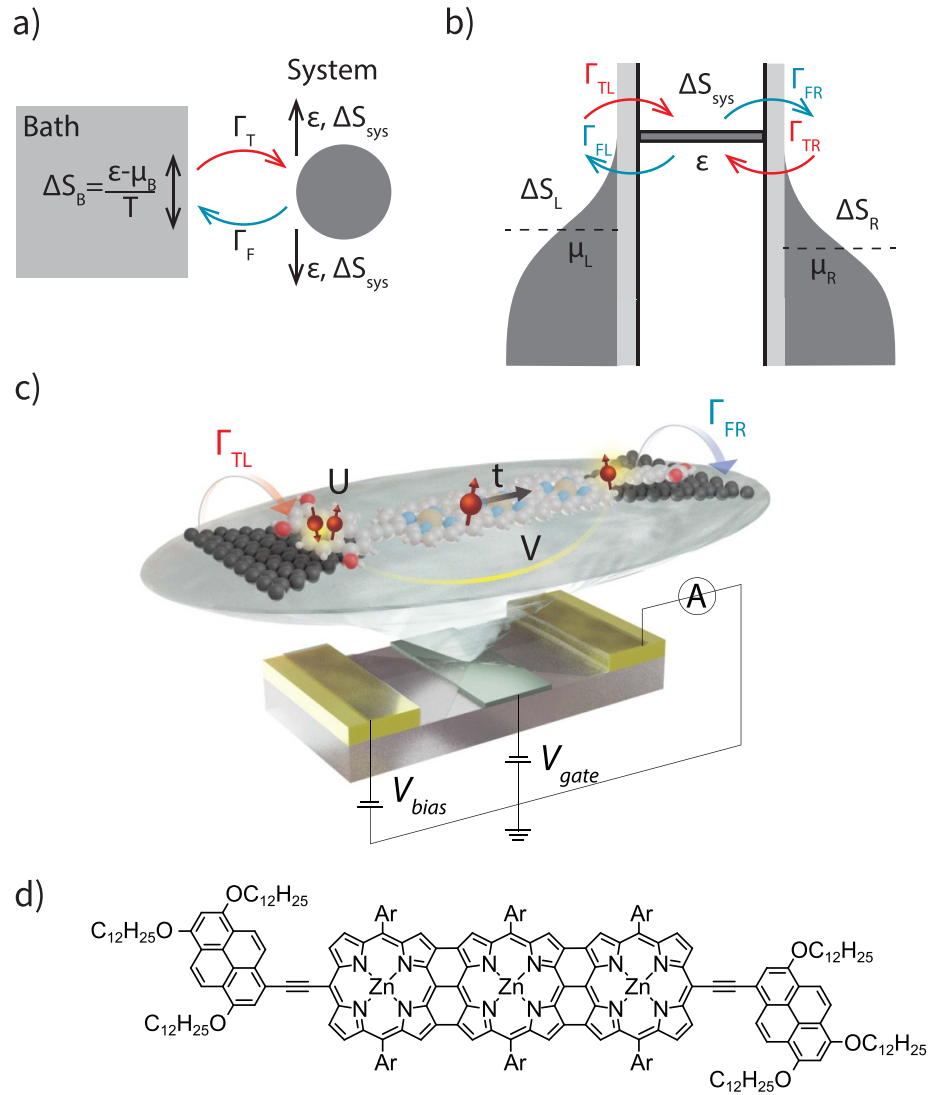 a)
System
Bath
Γ_T
ε, ΔS_sys
ΔS_B = (ε-μ_B)/T
Γ_F
ε, ΔS_sys
b)
Γ_TL
ΔS_sys
Γ_FR
Γ_FL
ε
Γ_TR
ΔS_L
ΔS_R
μ_L
μ_R
c)
Γ_TL
Γ_FR
U
t
V
A
V_bias
V_gate
d)
OC₁₂H₂₅
C₁₂H₂₅O
Ar Ar Ar
OC₁₂H₂₅
N N N N N N
Zn Zn Zn
N N N N N N
C₁₂H₂₅O
OC₁₂H₂₅
Ar Ar Ar
C₁₂H₂₅O